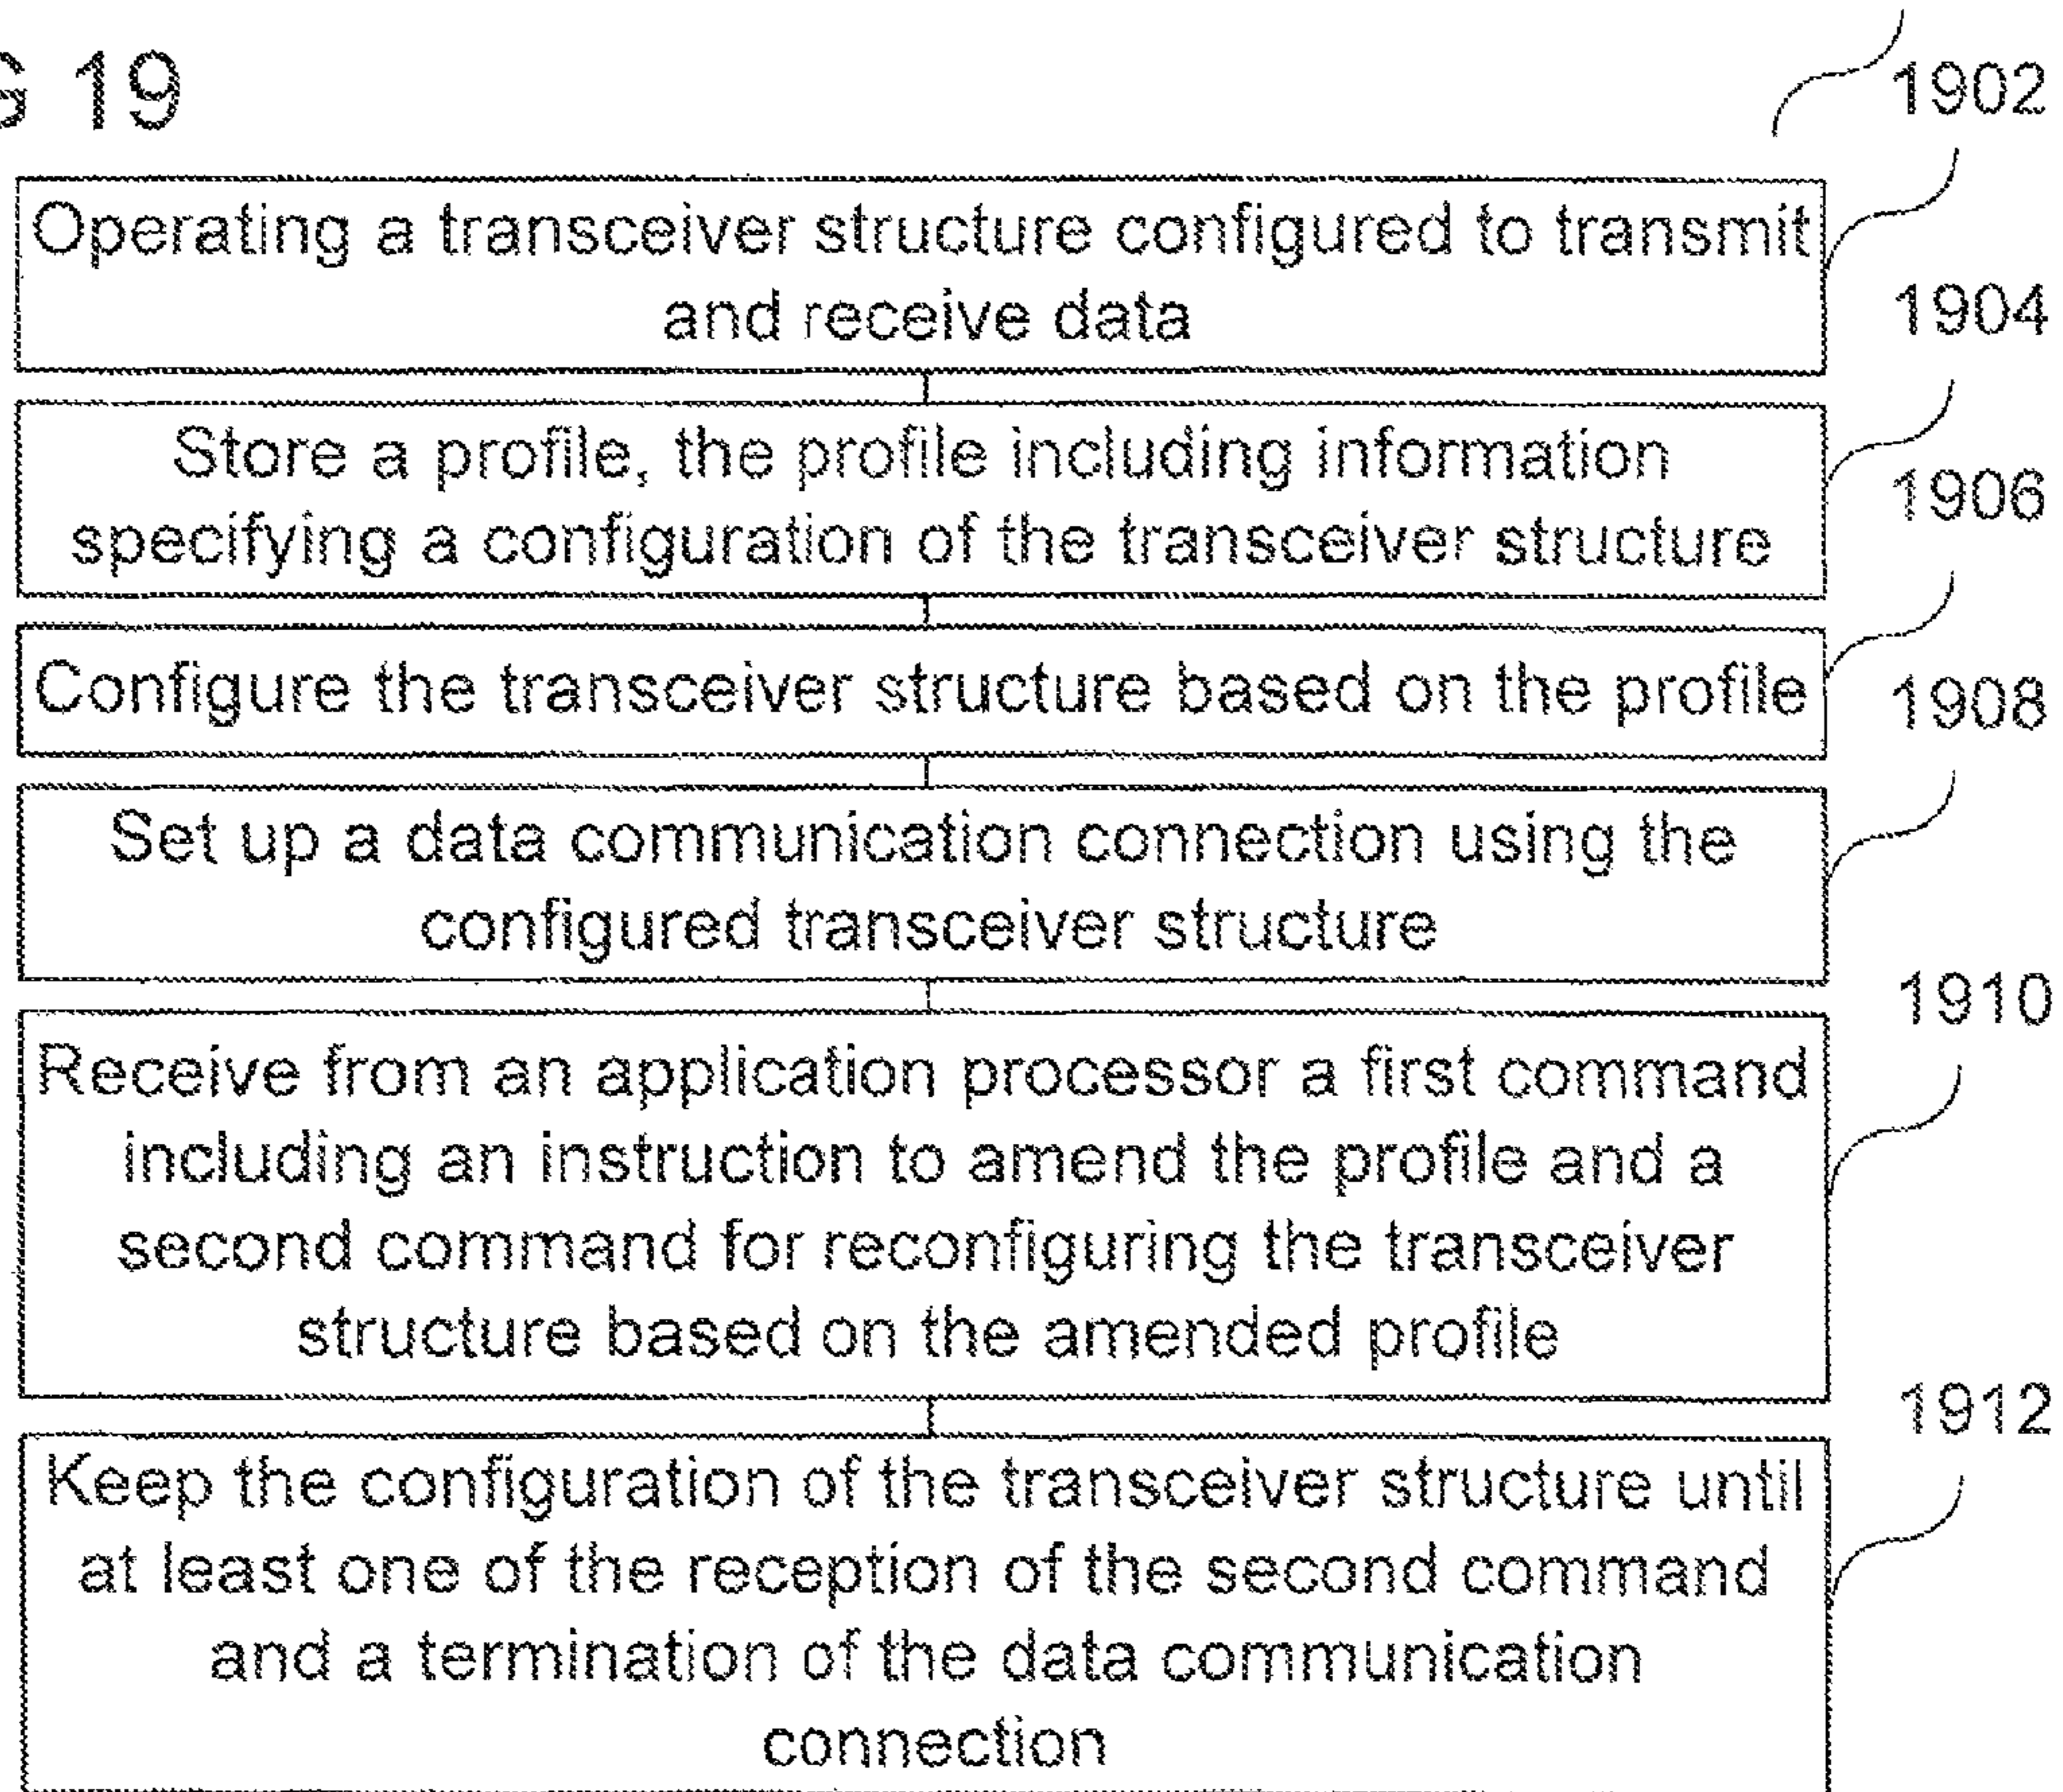 G 19
1902
Operating a transceiver structure configured to transmit
and receive data
1904
Store a profile, the profile including information
specifying a configuration of the transceiver structure
1906
Configure the transceiver structure based on the profile
1908
Set up a data communication connection using the
configured transceiver structure
1910
Receive from an application processor a first command
including an instruction to amend the profile and a
second command for reconfiguring the transceiver
structure based on the amended profile
1912
Keep the configuration of the transceiver structure until
at least one of the reception of the second command
and a termination of the data communication
connection